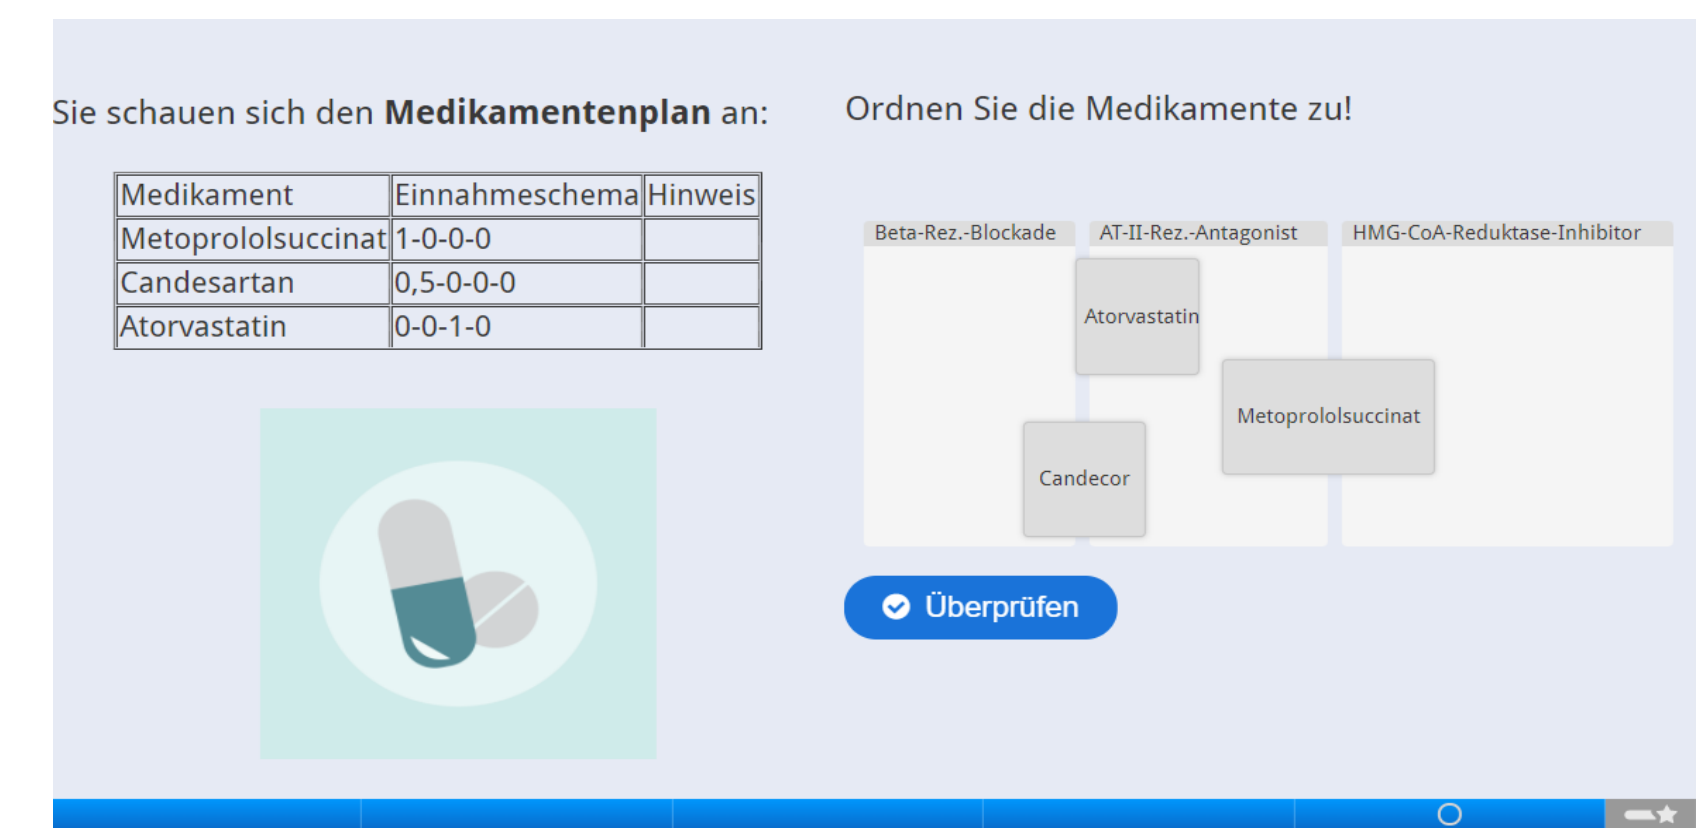 Sie schauen sich den Medikamentenplan an:
Medikament Einnahmeschema Hinweis
Metoprololsuccinat 1-0-0-0
Candesartan 0,5-0-0-0
Atorvastatin 0-0-1-0
Ordnen Sie die Medikamente zu!
Beta-Rez.-Blockade AT-II-Rez.-Antagonist HMG-CoA-Reduktase-Inhibitor
Atorvastatin
Metoprololsuccinat
Candecor
Überprüfen